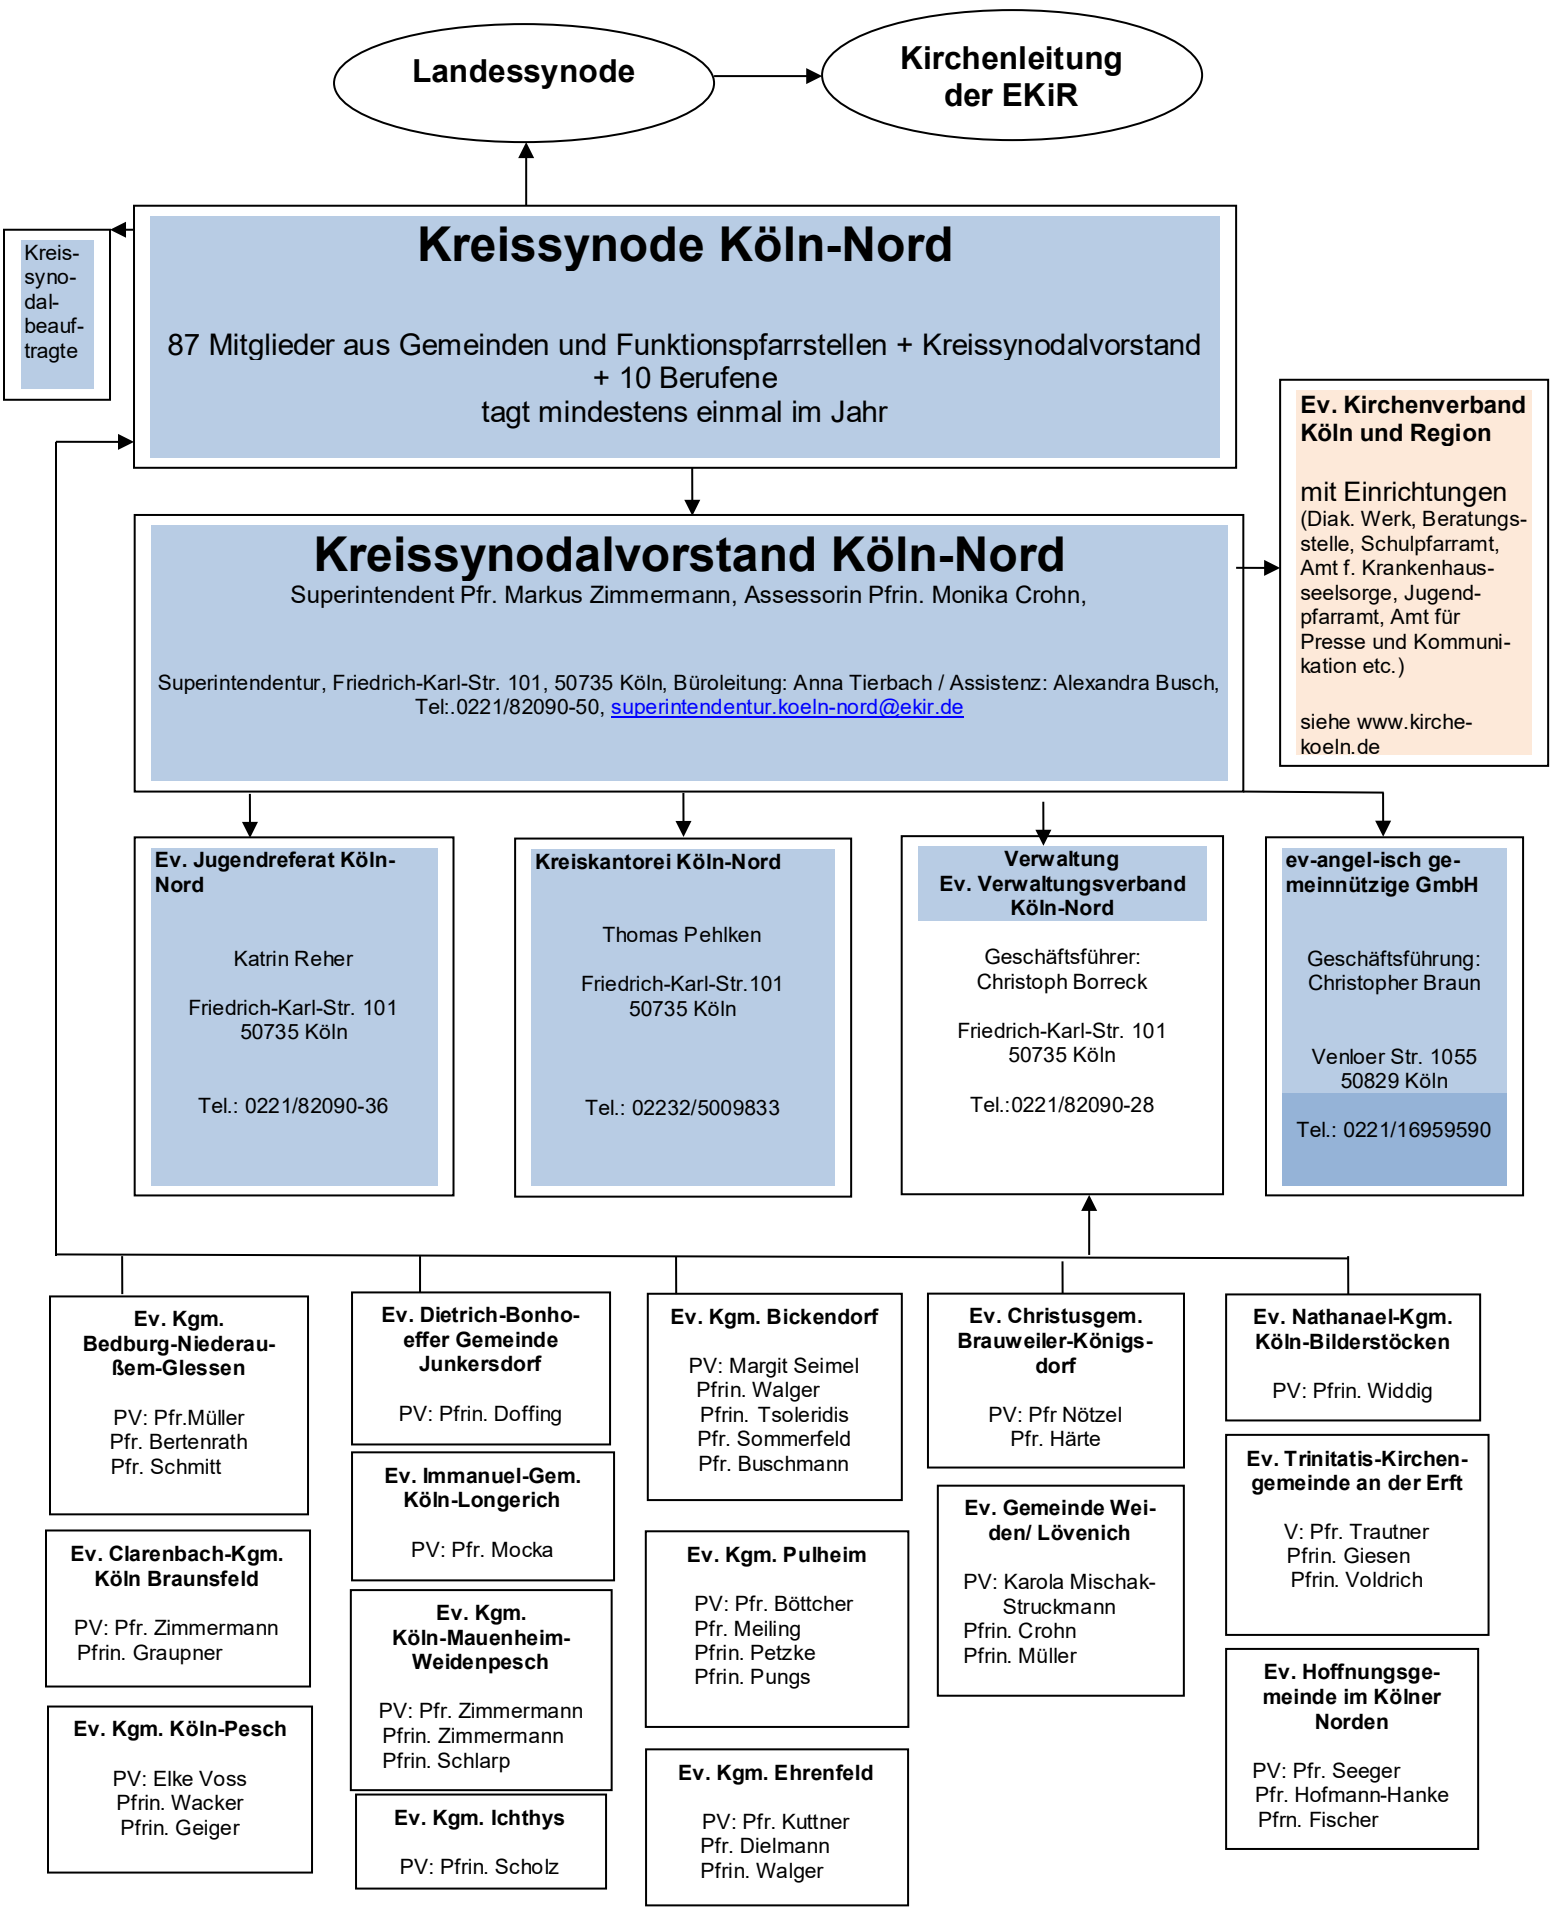 Landessynode
Kirchenleitung
der EKiR
Kreissynode Köln-Nord
87 Mitglieder aus Gemeinden und Funktionspfarrstellen + Kreissynodalvorstand
+ 10 Berufene
tagt mindestens einmal im Jahr
Kreis-
syno-
dal-
beauf-
tragte
Ev. Kirchenverband
Köln und Region
mit Einrichtungen
(Diak. Werk, Beratungs-
stelle, Schulpfarramt,
Amt f. Krankenhaus-
seelsorge, Jugend-
pfarramt, Amt für
Presse und Kommuni-
kation etc.)
siehe www.kirche-
koeln.de
Kreissynodalvorstand Köln-Nord
Superintendent Pfr. Markus Zimmermann, Assessorin Pfrin. Monika Crohn,
Superintendentur, Friedrich-Karl-Str. 101, 50735 Köln, Büroleitung: Anna Tierbach / Assistenz: Alexandra Busch,
Tel:.0221/82090-50, superintendentur.koeln-nord@ekir.de
Ev. Jugendreferat Köln-
Nord
Katrin Reher
Friedrich-Karl-Str. 101
50735 Köln
Tel.: 0221/82090-36
Kreiskantorei Köln-Nord
Thomas Pehlken
Friedrich-Karl-Str.101
50735 Köln
Tel.: 02232/5009833
Verwaltung
Ev. Verwaltungsverband
Köln-Nord
Geschäftsführer:
Christoph Borreck
Friedrich-Karl-Str. 101
50735 Köln
Tel.:0221/82090-28
ev-angel-isch ge-
meinnützige GmbH
Geschäftsführung:
Christopher Braun
Venloer Str. 1055
50829 Köln
Tel.: 0221/16959590
Ev. Kgm.
Bedburg-Niederau-
ßem-Glessen
PV: Pfr.Müller
Pfr. Bertenrath
Pfr. Schmitt
Ev. Clarenbach-Kgm.
Köln Braunsfeld
PV: Pfr. Zimmermann
Pfrin. Graupner
Ev. Kgm. Köln-Pesch
PV: Elke Voss
Pfrin. Wacker
Pfrin. Geiger
Ev. Dietrich-Bonho-
effer Gemeinde
Junkersdorf
PV: Pfrin. Doffing
Ev. Immanuel-Gem.
Köln-Longerich
PV: Pfr. Mocka
Ev. Kgm.
Köln-Mauenheim-
Weidenpesch
PV: Pfr. Zimmermann
Pfrin. Zimmermann
Pfrin. Schlarp
Ev. Kgm. Ichthys
PV: Pfrin. Scholz
Ev. Kgm. Bickendorf
PV: Margit Seimel
Pfrin. Walger
Pfrin. Tsoleridis
Pfr. Sommerfeld
Pfr. Buschmann
Ev. Kgm. Pulheim
PV: Pfr. Böttcher
Pfr. Meiling
Pfrin. Petzke
Pfrin. Pungs
Ev. Kgm. Ehrenfeld
PV: Pfr. Kuttner
Pfr. Dielmann
Pfrin. Walger
Ev. Christusgem.
Brauweiler-Königs-
dorf
PV: Pfr Nötzel
Pfr. Härte
Ev. Gemeinde Wei-
den/ Lövenich
PV: Karola Mischak-
Struckmann
Pfrin. Crohn
Pfrin. Müller
Ev. Nathanael-Kgm.
Köln-Bilderstöcken
PV: Pfrin. Widdig
Ev. Trinitatis-Kirchen-
gemeinde an der Erft
V: Pfr. Trautner
Pfrin. Giesen
Pfrin. Voldrich
Ev. Hoffnungsge-
meinde im Kölner
Norden
PV: Pfr. Seeger
Pfr. Hofmann-Hanke
Pfrn. Fischer